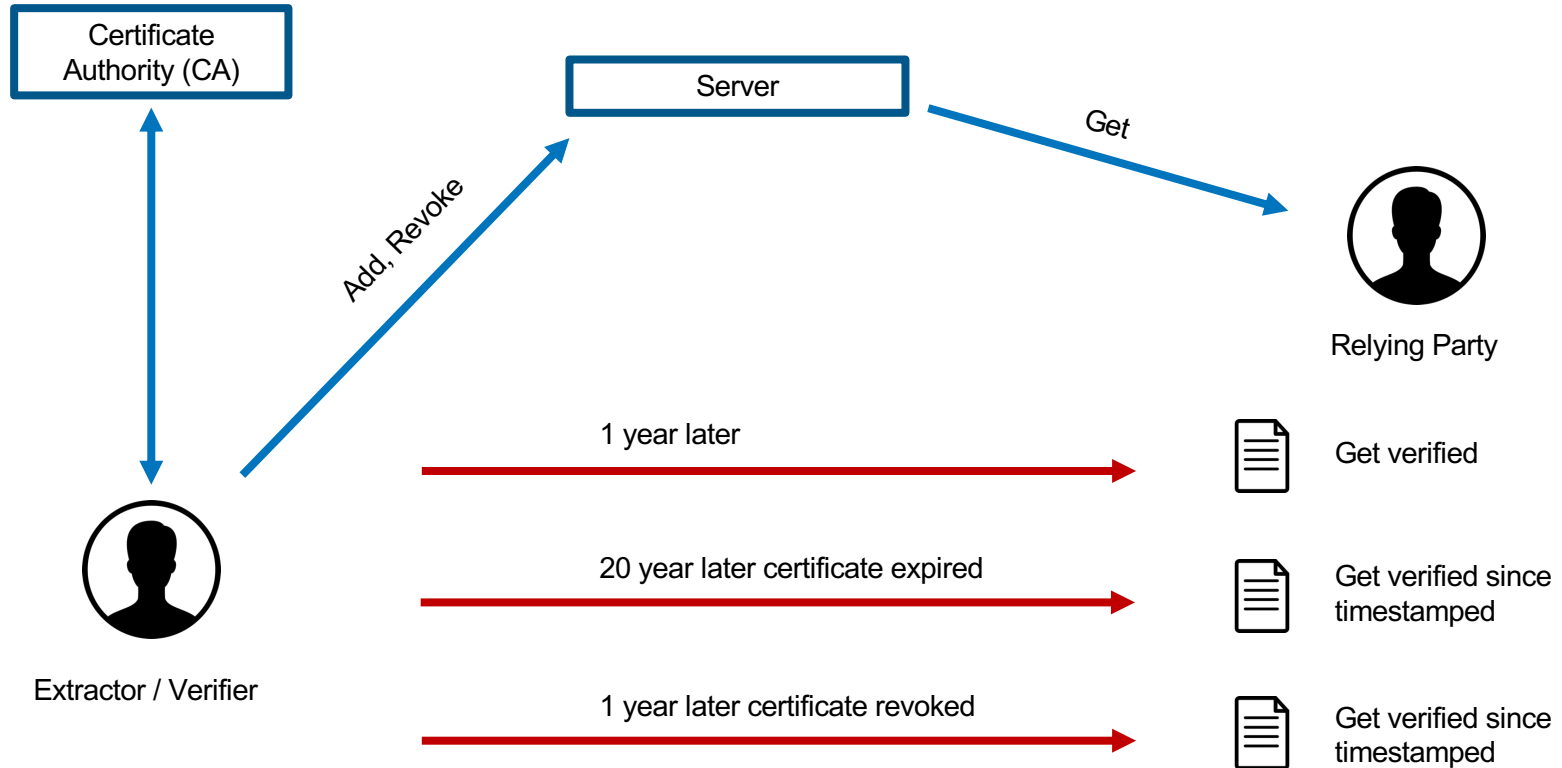 Certificate
Authority (CA)
Server
Get
Add, Revoke
Relying Party
1 year later
Get verified
20 year later certificate expired
Get verified since
timestamped
Extractor / Verifier
1 year later certificate revoked
Get verified since
timestamped